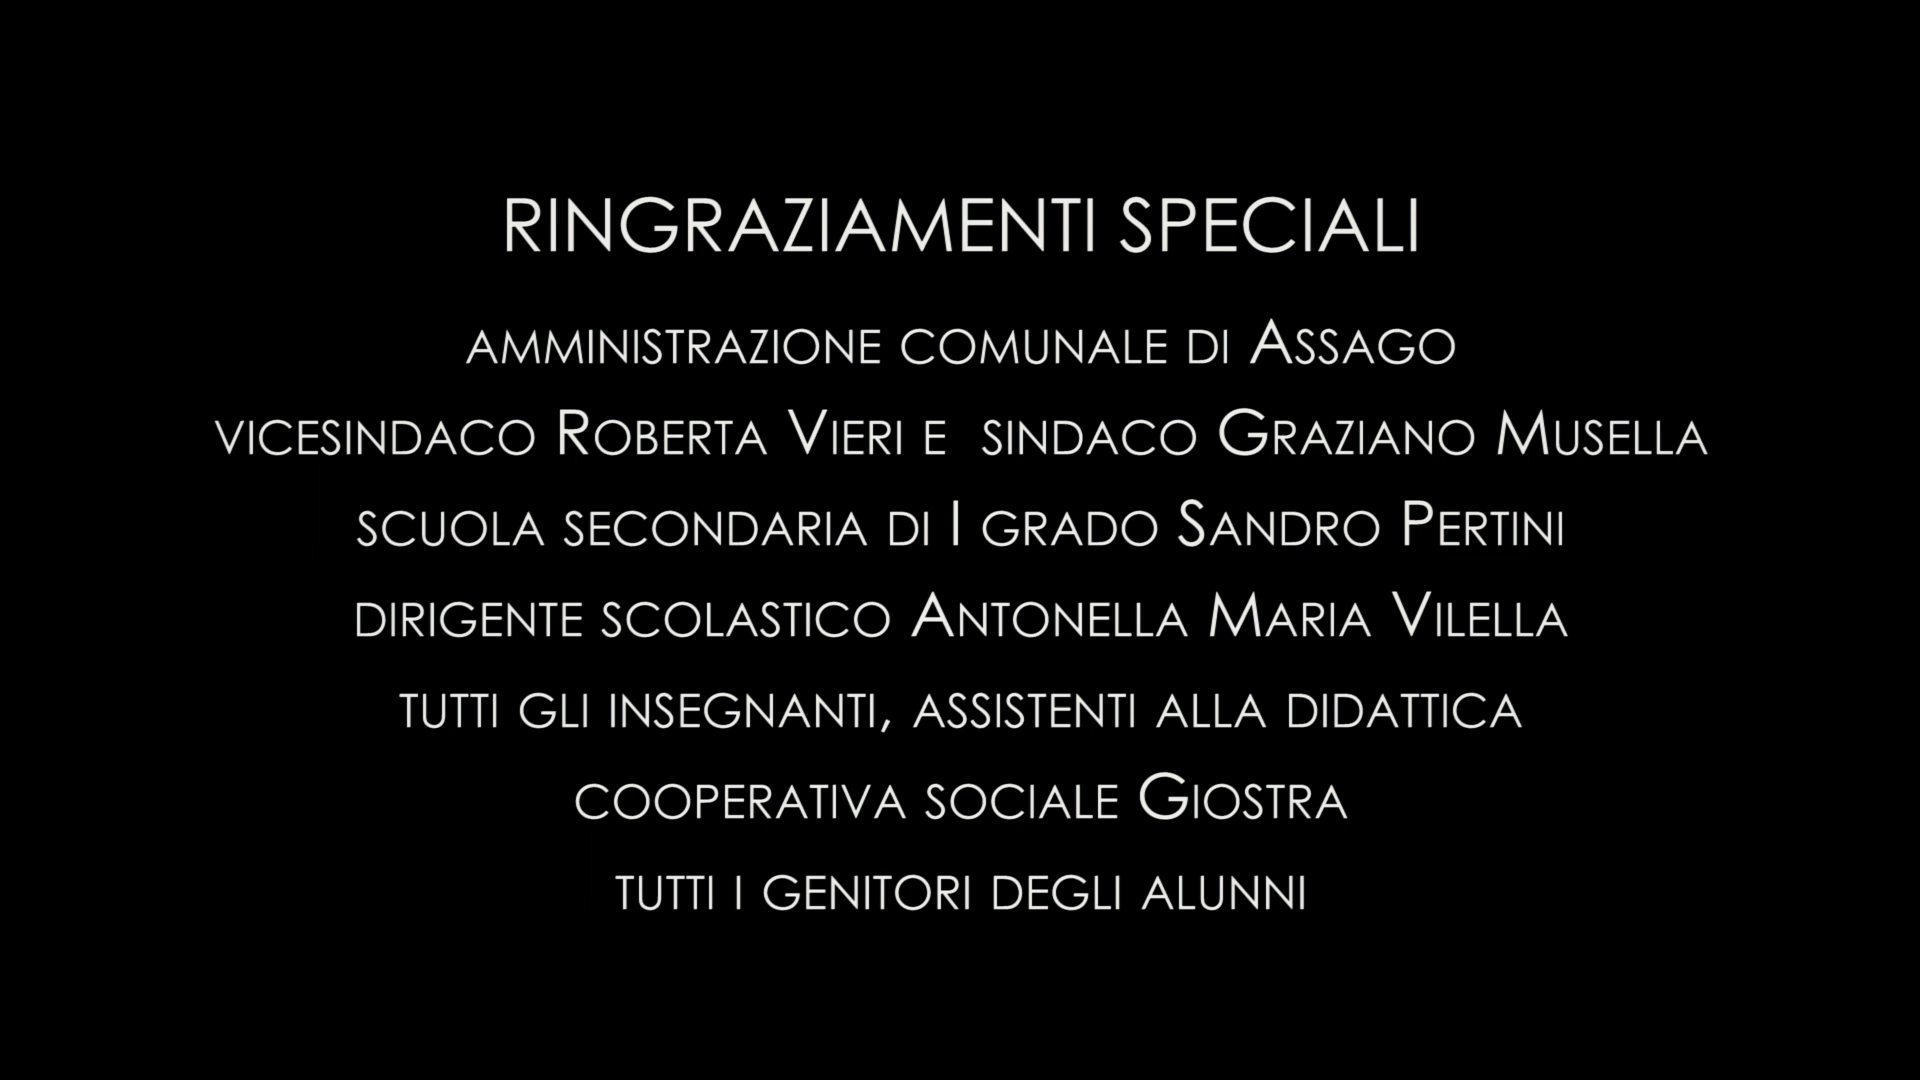 RINGRAZIAMENTI SPECIALI
AMMINISTRAZIONE COMUNALE DI ASSAGO
VICESINDACO ROBERTA VIERI E SINDACO GRAZIANO MUSELLA
SCUOLA SECONDARIA DI I GRADO SANDRO PERTINI
DIRIGENTE SCOLASTICO ANTONELLA MARIA VILELLA
TUTTI GLI INSEGNANTI, ASSISTENTI ALLA DIDATTICA
COOPERATIVA SOCIALE GIOSTRA
TUTTI I GENITORI DEGLI ALUNNI